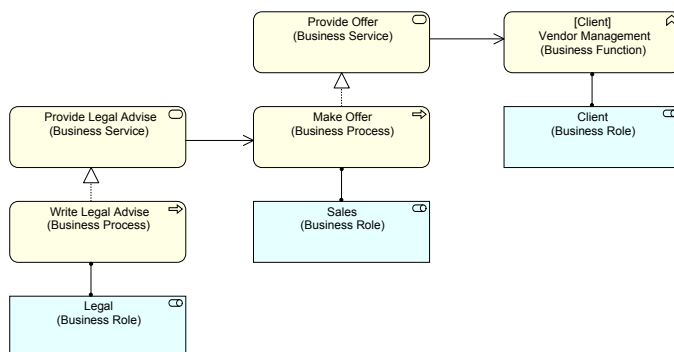 Provide Offer
(Business Service)
[Client]
Vendor Management
(Business Function)
Provide Legal Advise
(Business Service)
Make Offer
(Business Process)
Client
(Business Role)
Write Legal Advise
(Business Process)
Sales
(Business Role)
Legal
(Business Role)